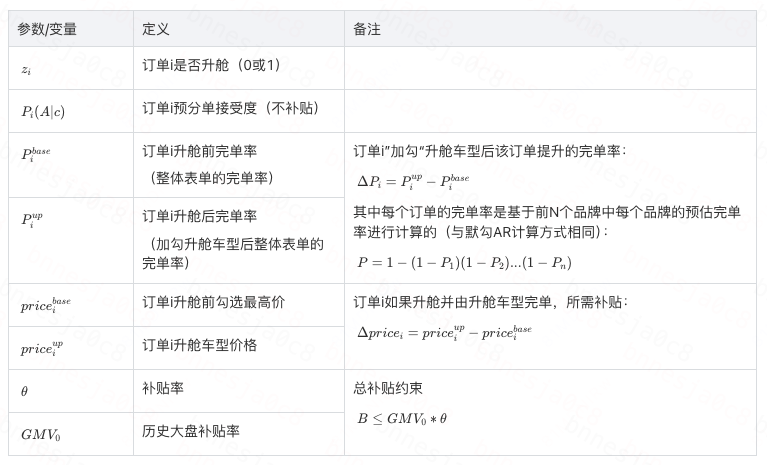 参数/变量 定义 备注
z_i 订单i是否升舱（0或1）
P_i(A|c) 订单i预分单接受度（不补贴）
P_i^{base} 订单i升舱前完单率
（整体表单的完单率）
订单i”加勾“升舱车型后该订单提升的完单率：
ΔP_i = P_i^{up} − P_i^{base}
P_i^{up} 订单i升舱后完单率
（加勾升舱车型后整体表单的
完单率）
其中每个订单的完单率是基于前N个品牌中每个品牌的预估完单
率进行计算的（与默勾AR计算方式相同）：
P = 1 − (1 − P_1)(1 − P_2)...(1 − P_n)
price_i^{base} 订单i升舱前勾选最高价
订单i如果升舱并由升舱车型完单，所需补贴：
Δprice_i = price_i^{up} − price_i^{base}
price_i^{up} 订单i升舱车型价格
θ 补贴率
总补贴约束
B ≤ GMV_0 * θ
GMV_0 历史大盘补贴率
bnnesja0c8